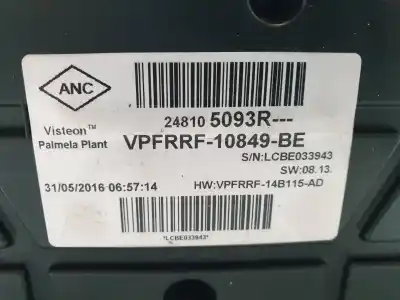 ANC
24810 5093R---
Visteon™
Palmela Plant
VPFRRF-10849-BE
S/N:LCBE033943
SW:08.13.
31/05/2016 06:57:14
HW:VPFRRF-14B115-AD
*LCBE033943*